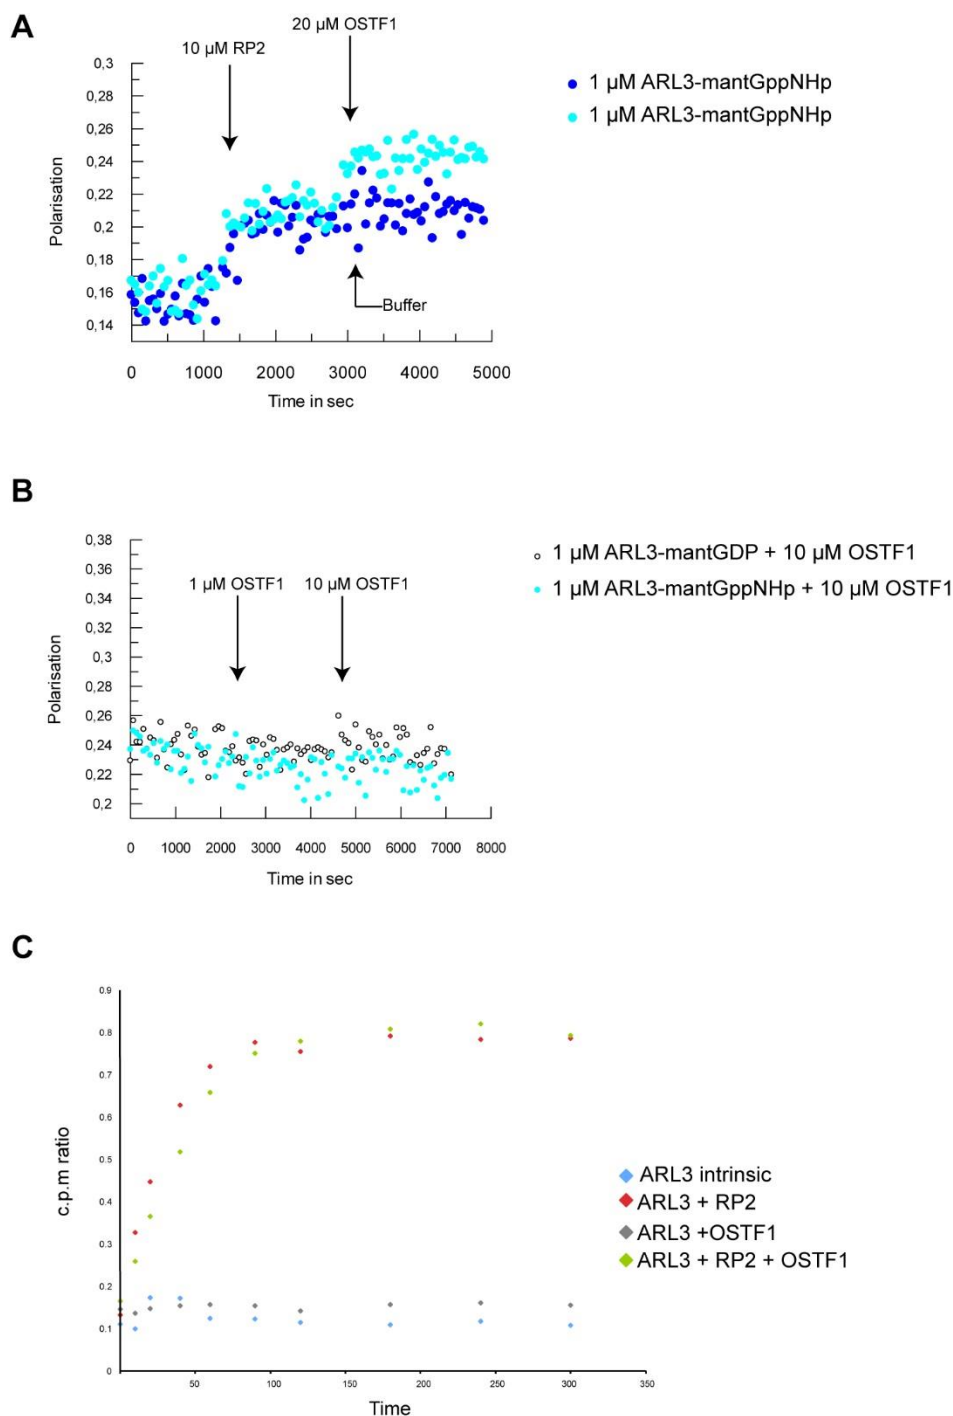 A
20 µM OSTF1
10 µM RP2
0,3
0,28
0,26
0,24
0,22
0,2
0,18
0,16
0,14
Polarisation
Buffer
0 1000 2000 3000 4000 5000
Time in sec
1 µM ARL3-mantGppNHp
1 µM ARL3-mantGppNHp
B
0,38
0,36
0,34
0,32
0,3
0,28
0,26
0,24
0,22
0,2
Polarisation
1 µM OSTF1 10 µM OSTF1
0 1000 2000 3000 4000 5000 6000 7000 8000
Time in sec
1 µM ARL3-mantGDP + 10 µM OSTF1
1 µM ARL3-mantGppNHp + 10 µM OSTF1
C
0.9
0.8
0.7
0.6
0.5
0.4
0.3
0.2
0.1
0
c.p.m ratio
50 100 150 200 250 300 350
Time
ARL3 intrinsic
ARL3 + RP2
ARL3 +OSTF1
ARL3 + RP2 + OSTF1